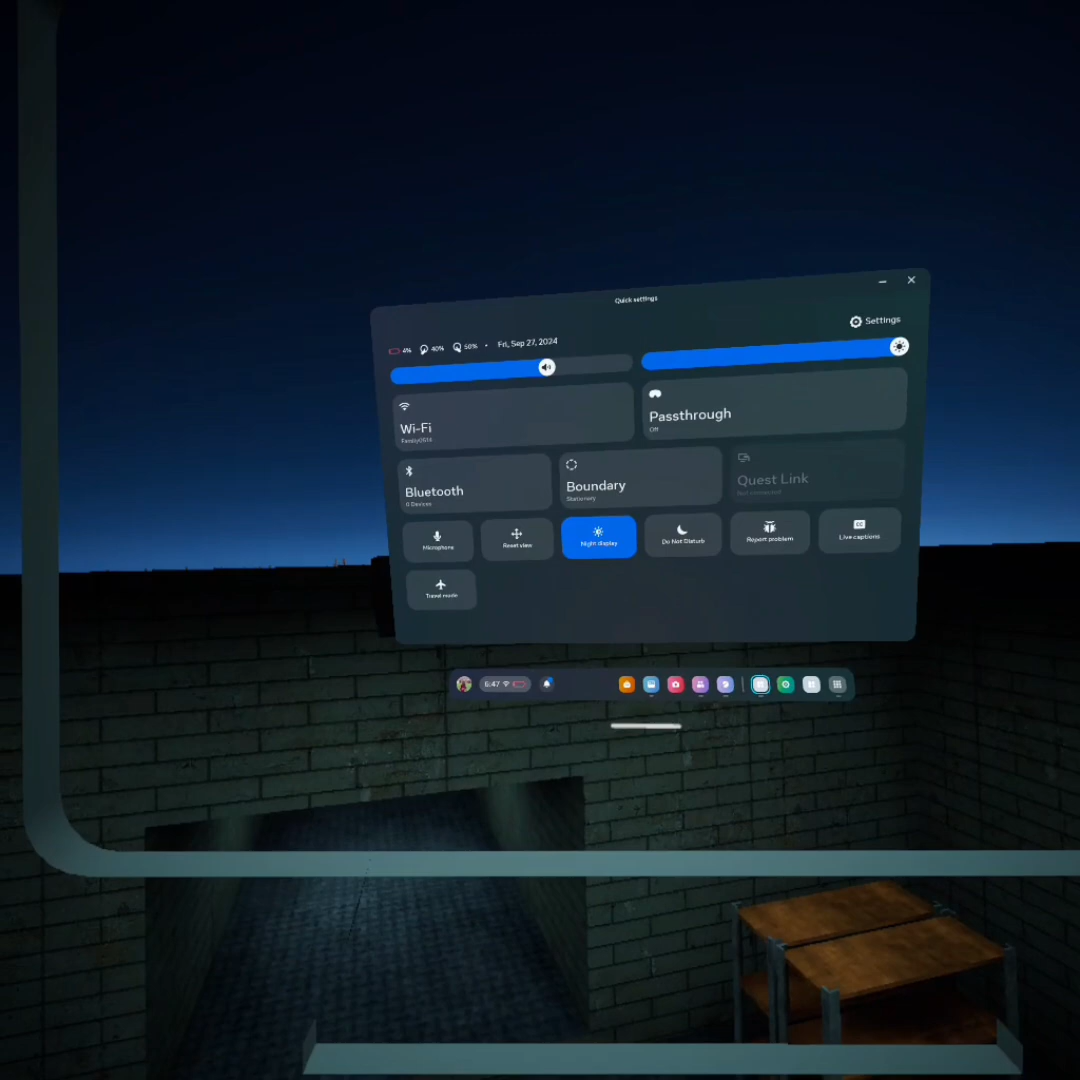 Quick settings
Settings
4% 40% 50% • Fri, Sep 27, 2024
Wi-Fi
Family0514
Passthrough
Off
Bluetooth
0 Devices
Boundary
Stationary
Quest Link
Not connected
Microphone
Reset view
Night display
Do Not Disturb
Report problem
CC
Live captions
Travel mode
6:47